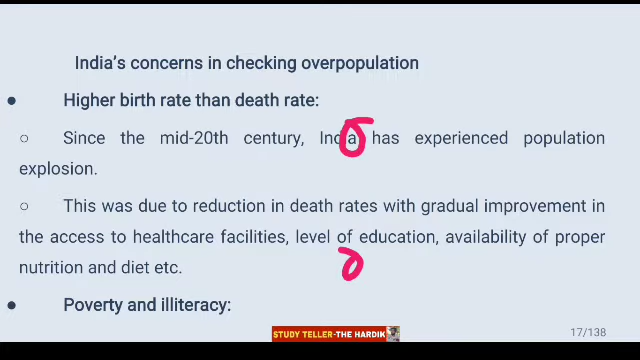 India's concerns in checking overpopulation
● Higher birth rate than death rate:
○ Since the mid-20th century, India has experienced population
explosion.
○ This was due to reduction in death rates with gradual improvement in
the access to healthcare facilities, level of education, availability of proper
nutrition and diet etc.
● Poverty and illiteracy:
STUDY TELLER-THE HARDIK
17/138